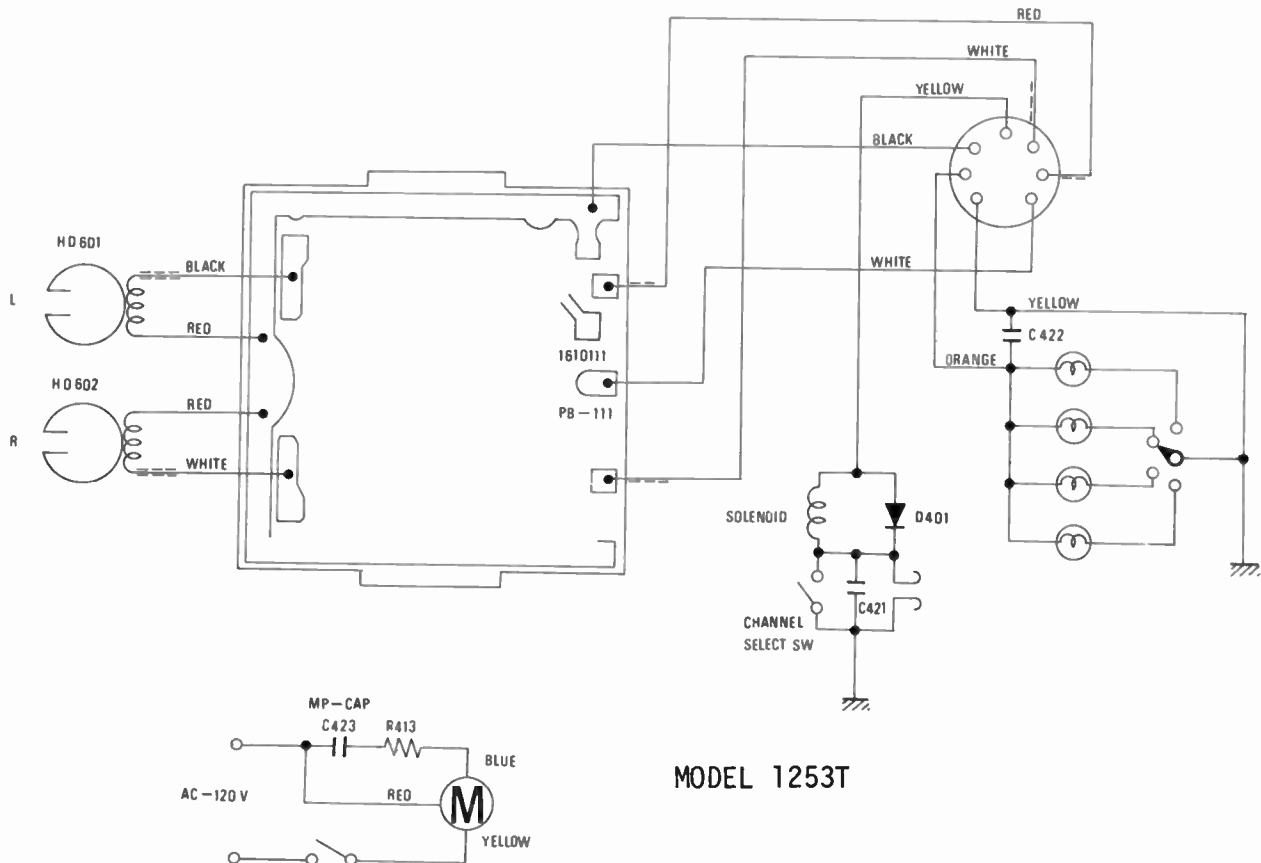 RED
WHITE
YELLOW
BLACK
HD601
BLACK
L
RED
WHITE
YELLOW
C422
1610111
ORANGE
HD602
RED
PB-111
R
WHITE
SOLENOID
D401
C421
CHANNEL
SELECT SW
MP-CAP
C423 R413
BLUE
MODEL 1253T
AC-120V
RED
M
YELLOW